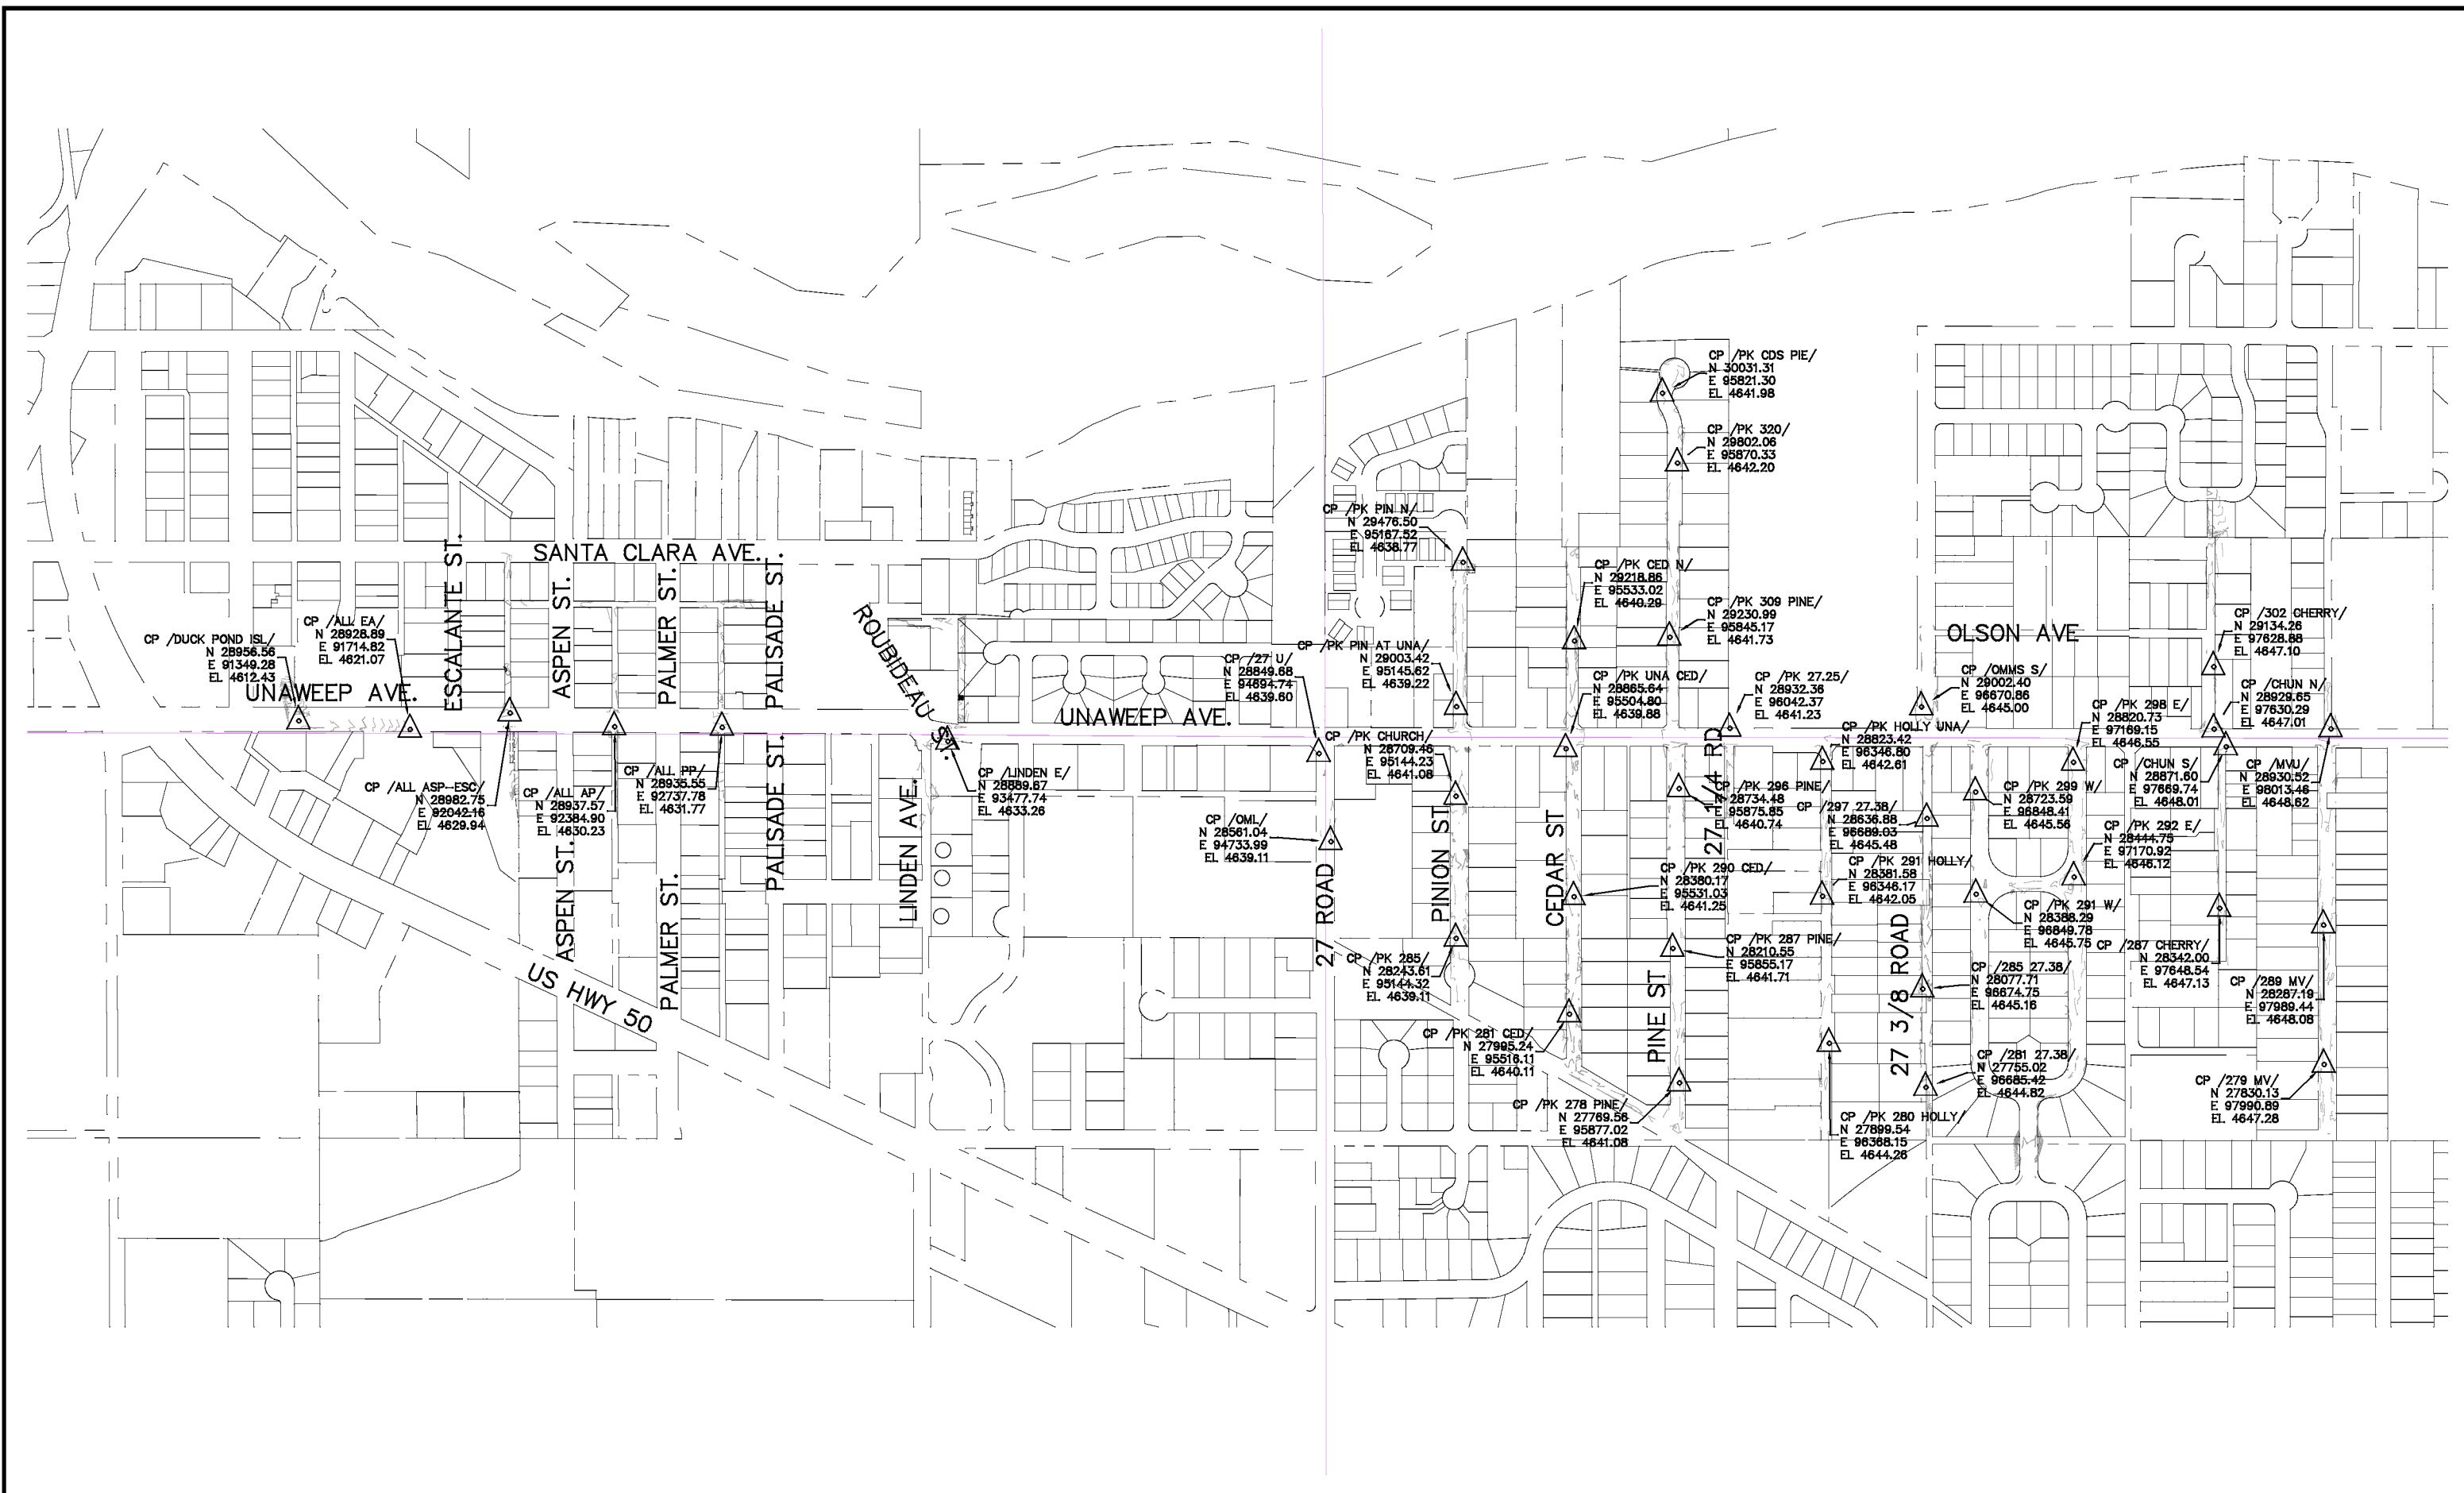 CP /PK CDS PIE/
N 30031.31
E 95821.30
EL 4641.98
CP /PK 320/
N 29802.06
E 95870.33
EL 4642.20
CP /PK PIN N/
N 29476.50
E 95167.52
EL 4638.77
SANTA CLARA AVE.
ESCALANTE ST.
ASPEN ST.
PALMER ST.
PALISADE ST.
ROUBIDEAU ST.
CP /PK CED N/
N 29218.86
E 95533.02
EL 4640.29
CP /PK 309 PINE/
N 29230.99
E 95845.17
EL 4641.73
CP /302 CHERRY/
N 29134.26
E 97628.88
EL 4647.10
OLSON AVE
CP /DUCK POND ISL/
N 28956.56
E 91349.28
EL 4612.43
CP /ALL EA/
N 28928.89
E 91714.82
EL 4621.07
UNAWEEP AVE.
CP /27 U/
N 28849.68
E 94694.74
EL 4639.60
CP /PK PIN AT UNA/
N 29003.42
E 95145.62
EL 4639.22
CP /PK UNA CED/
N 28865.64
E 95504.80
EL 4639.88
CP /PK 27.25/
N 28932.36
E 96042.37
EL 4641.23
CP /OMMS S/
N 29002.40
E 96670.86
EL 4645.00
CP /CHUN N/
N 28929.65
E 97630.29
EL 4647.01
UNAWEEP AVE.
CP /PK 298 E/
N 28820.73
E 97169.15
EL 4646.55
CP /PK HOLLY UNA/
N 28823.42
E 96346.80
EL 4642.61
CP /PK CHURCH/
N 28709.46
E 95144.23
EL 4641.08
27 1/4 RD
CP /ALL ASP-ESC/
N 28982.75
E 92042.16
EL 4629.94
CP /ALL AP/
N 28937.57
E 92384.90
EL 4630.23
CP /ALL PP/
N 28935.55
E 92737.78
EL 4631.77
PALISADE ST.
CP /LINDEN E/
N 28889.67
E 93477.74
EL 4633.26
LINDEN AVE.
CP /CHUN S/
N 28871.60
E 97669.74
EL 4648.01
CP /MVU/
N 28930.52
E 98013.46
EL 4648.62
CP /PK 296 PINE/
N 28734.48
E 95875.85
EL 4640.74
CP /297 27.38/
N 28636.88
E 96689.03
EL 4645.48
CP /PK 299 W/
N 28723.59
E 96848.41
EL 4645.56
CP /OML/
N 28561.04
E 94733.99
EL 4639.11
CP /PK 292 E/
N 28444.75
E 97170.92
EL 4646.12
ASPEN ST.
PALMER ST.
27 ROAD
PINION ST
CEDAR ST
CP /PK 290 CED/
N 28380.17
E 95531.03
EL 4641.25
CP /PK 291 HOLLY/
N 28381.58
E 96346.17
EL 4642.05
CP /PK 291 W/
N 28388.29
E 96849.78
EL 4645.75
CP /PK 287 PINE/
N 28210.55
E 95855.17
EL 4641.71
CP /287 CHERRY/
N 28342.00
E 97648.54
EL 4647.13
CP /PK 285/
N 28243.61
E 95144.32
EL 4639.11
CP /285 27.38/
N 28077.71
E 96674.75
EL 4645.16
CP /289 MV/
N 28287.19
E 97989.44
EL 4648.08
US HWY 50
PINE ST
27 3/8 ROAD
CP /PK 281 CED/
N 27995.24
E 95516.11
EL 4640.11
CP /281 27.38/
N 27755.02
E 96685.42
EL 4644.82
CP /279 MV/
N 27830.13
E 97990.89
EL 4647.28
CP /PK 278 PINE/
N 27769.56
E 95877.02
EL 4641.08
CP /PK 280 HOLLY/
N 27899.54
E 96368.15
EL 4644.26